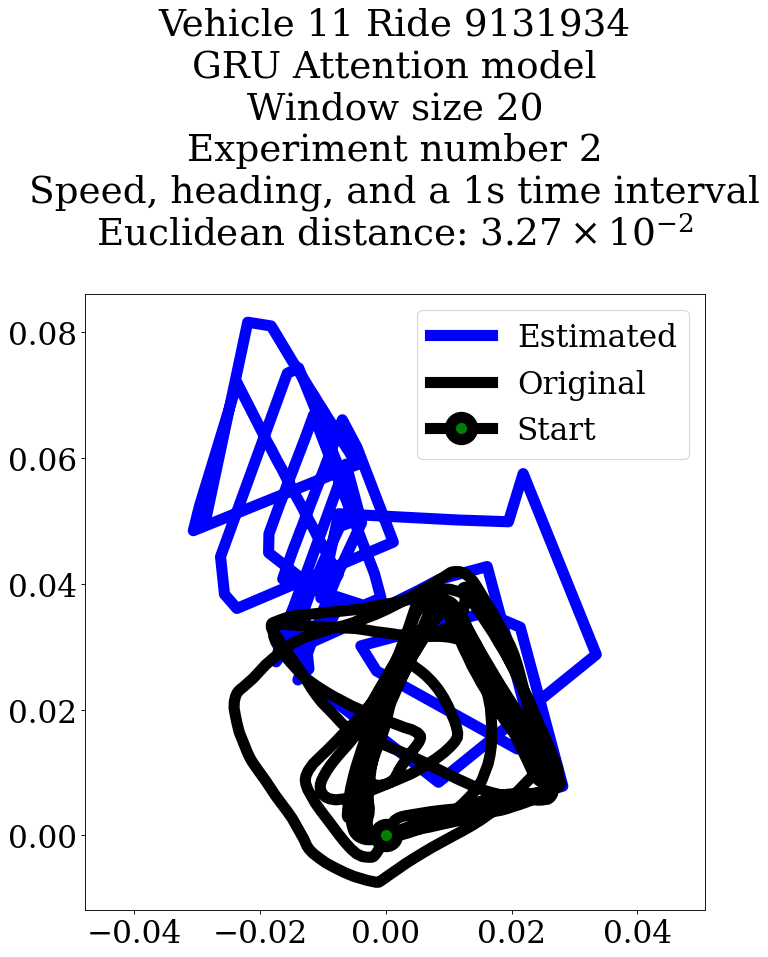 Vehicle 11 Ride 9131934
GRU Attention model
Window size 20
Experiment number 2
Speed, heading, and a 1s time interval
Euclidean distance: 3.27 × 10⁻²
Estimated
Original
Start
0.08
0.06
0.04
0.02
0.00
−0.04 −0.02 0.00 0.02 0.04